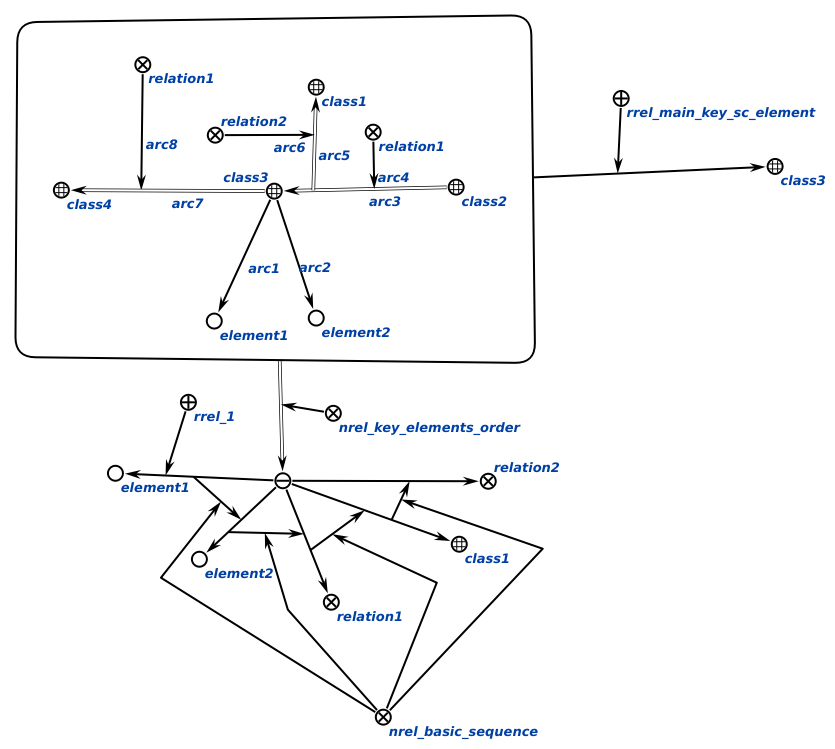 relation1
class1
rrel_main_key_sc_element
relation2
arc8
arc6
relation1
arc5
class3
arc4
class3
class4
arc7
arc3
class2
arc1
arc2
element1
element2
rrel_1
nrel_key_elements_order
relation2
element1
class1
element2
relation1
nrel_basic_sequence